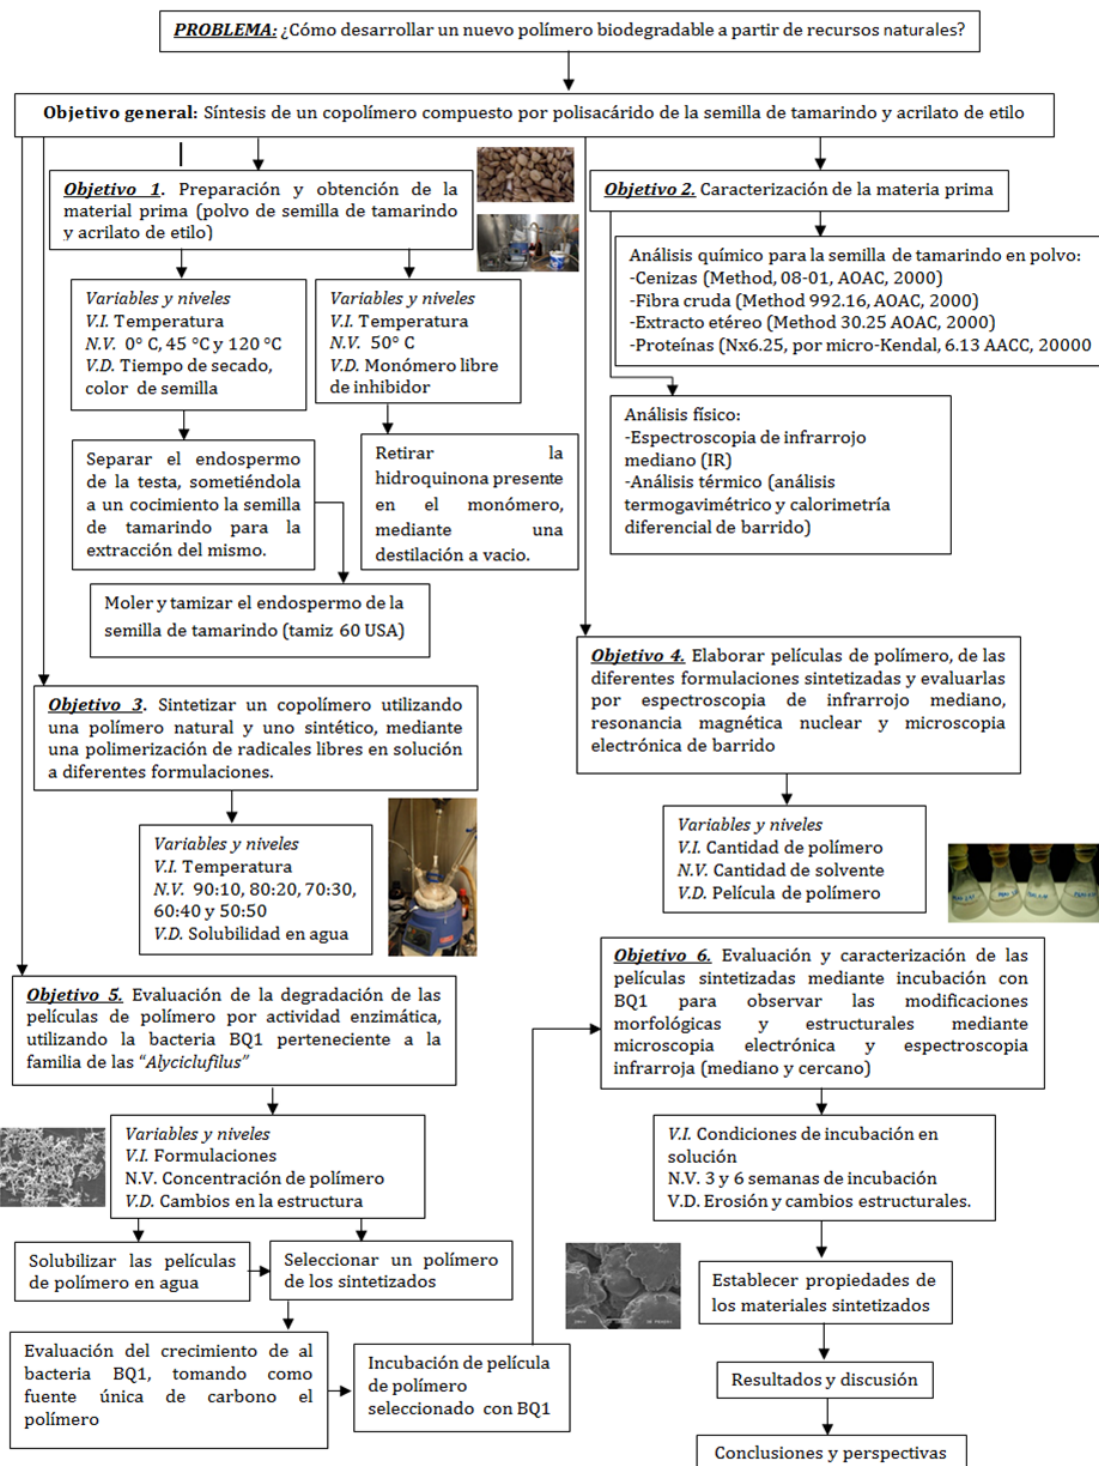 PROBLEMA: ¿Cómo desarrollar un nuevo polímero biodegradable a partir de recursos naturales?
Objetivo general: Síntesis de un copolímero compuesto por polisacárido de la semilla de tamarindo y acrilato de etilo
Objetivo 1. Preparación y obtención de la
material prima (polvo de semilla de tamarindo
y acrilato de etilo)
Objetivo 2. Caracterización de la materia prima
Variables y niveles
V.I. Temperatura
N.V. 0° C, 45 °C y 120 °C
V.D. Tiempo de secado,
color de semilla
Variables y niveles
V.I. Temperatura
N.V. 50° C
V.D. Monómero libre
de inhibidor
Análisis químico para la semilla de tamarindo en polvo:
-Cenizas (Method, 08-01, AOAC, 2000)
-Fibra cruda (Method 992.16, AOAC, 2000)
-Extracto etéreo (Method 30.25 AOAC, 2000)
-Proteínas (Nx6.25, por micro-Kendal, 6.13 AACC, 20000
Separar el endospermo
de la testa, sometiéndola
a un cocimiento la semilla
de tamarindo para la
extracción del mismo.
Retirar la
hidroquinona presente
en el monómero,
mediante una
destilación a vacio.
Análisis físico:
-Espectroscopia de infrarrojo
mediano (IR)
-Análisis térmico (análisis
termogavimétrico y calorimetría
diferencial de barrido)
Moler y tamizar el endospermo de la
semilla de tamarindo (tamiz 60 USA)
Objetivo 3. Sintetizar un copolímero utilizando
una polímero natural y uno sintético, mediante
una polimerización de radicales libres en solución
a diferentes formulaciones.
Objetivo 4. Elaborar películas de polímero, de las
diferentes formulaciones sintetizadas y evaluarlas
por espectroscopia de infrarrojo mediano,
resonancia magnética nuclear y microscopia
electrónica de barrido
Variables y niveles
V.I. Temperatura
N.V. 90:10, 80:20, 70:30,
60:40 y 50:50
V.D. Solubilidad en agua
Variables y niveles
V.I. Cantidad de polímero
N.V. Cantidad de solvente
V.D. Película de polímero
Objetivo 5. Evaluación de la degradación de las
películas de polímero por actividad enzimática,
utilizando la bacteria BQ1 perteneciente a la
familia de las "Alyciclufilus"
Objetivo 6. Evaluación y caracterización de las
películas sintetizadas mediante incubación con
BQ1 para observar las modificaciones
morfológicas y estructurales mediante
microscopia electrónica y espectroscopia
infrarroja (mediano y cercano)
Variables y niveles
V.I. Formulaciones
N.V. Concentración de polímero
V.D. Cambios en la estructura
V.I. Condiciones de incubación en
solución
N.V. 3 y 6 semanas de incubación
V.D. Erosión y cambios estructurales.
Solubilizar las películas
de polímero en agua
Seleccionar un polímero
de los sintetizados
Establecer propiedades de
los materiales sintetizados
Evaluación del crecimiento de al
bacteria BQ1, tomando como
fuente única de carbono el
polímero
Incubación de película
de polímero
seleccionado con BQ1
Resultados y discusión
Conclusiones y perspectivas